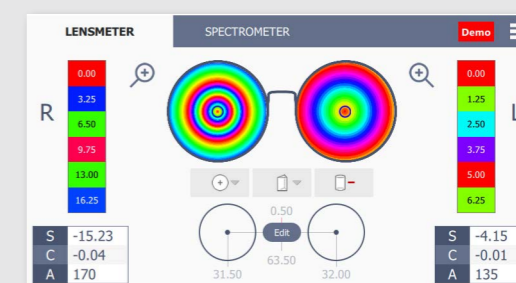 LENSMETER SPECTROMETER Demo
R
0.00
3.25
6.50
9.75
13.00
16.25
0.00
1.25
2.50
3.75
5.00
6.25
0.50
Edit
63.50
31.50 32.00
S -15.23
C -0.04
A 170
S -4.15
C -0.01
A 135